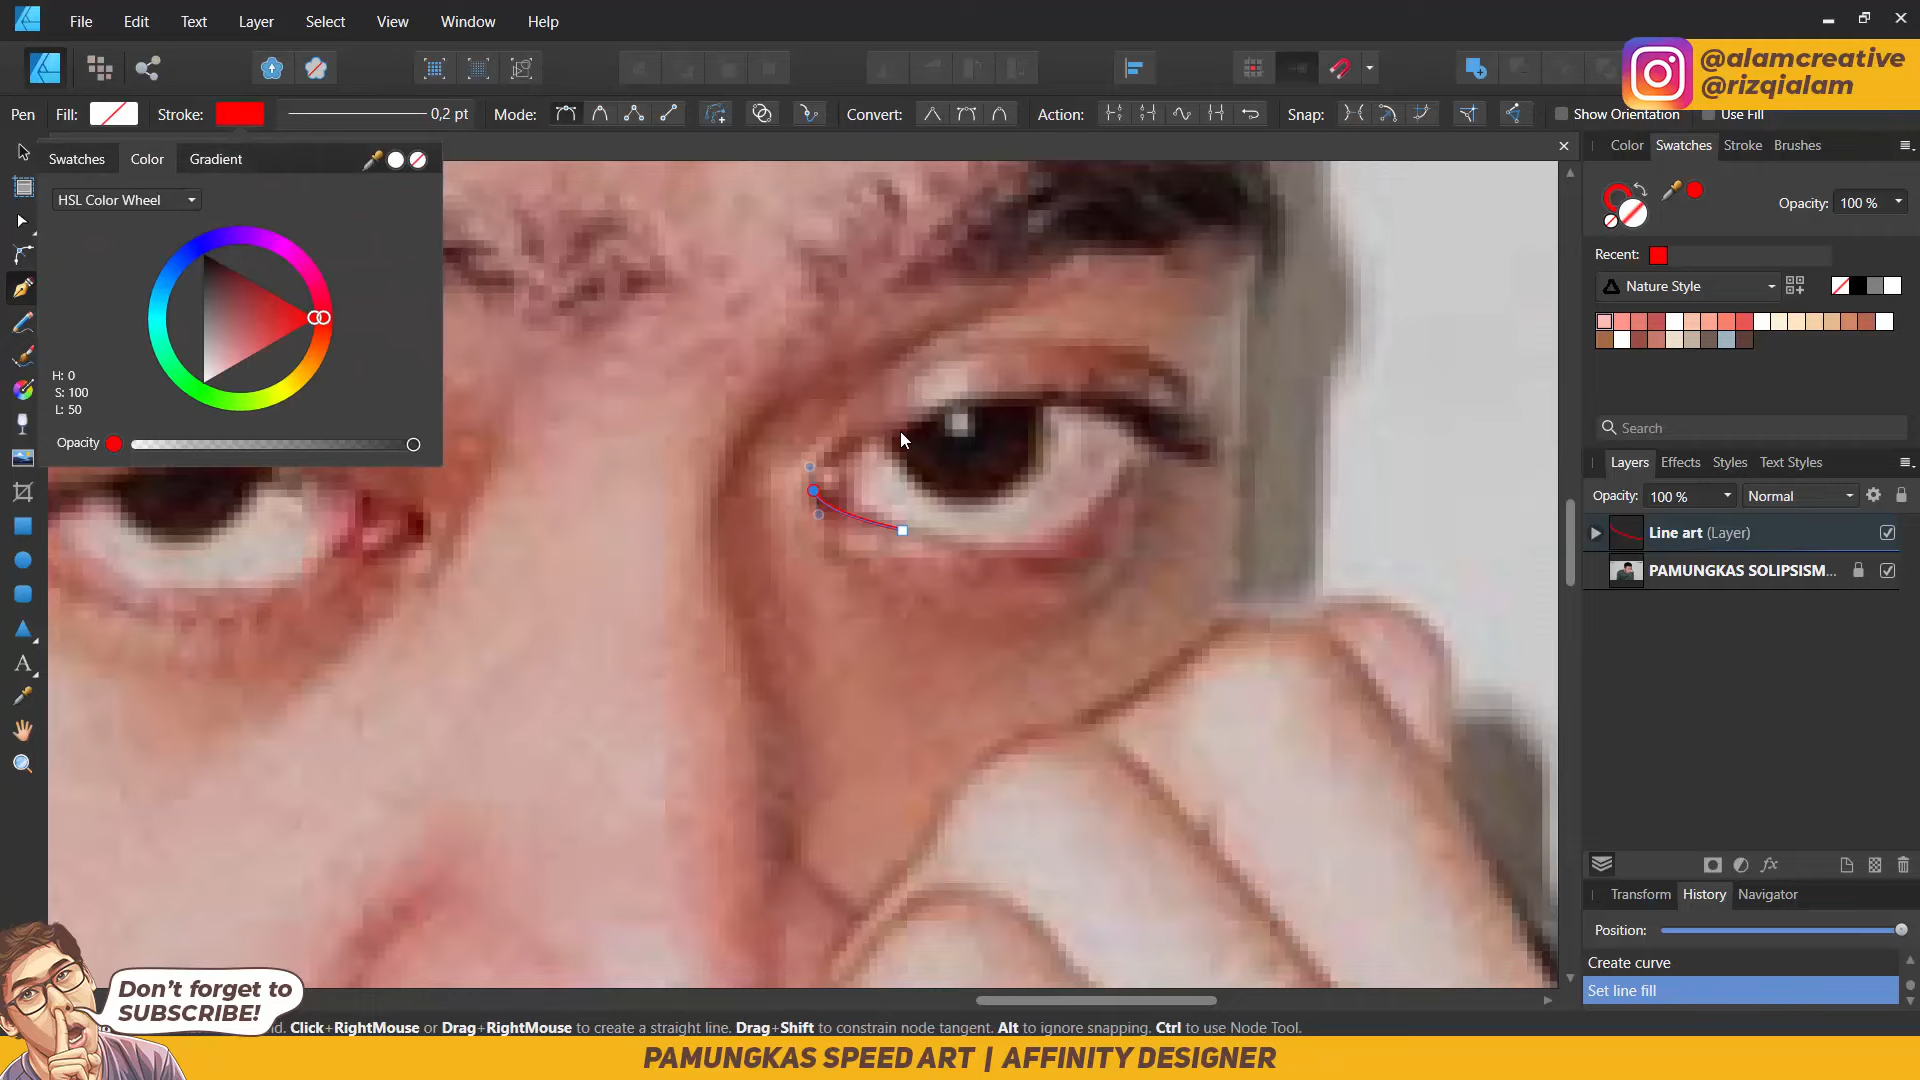 File Edit Text Layer Select View Window Help
@alamcreative
@rizqialam
Pen Fill: Stroke: 0,2 pt Mode: Convert: Action: Snap: Show Orientation Use Fill
Swatches Color Gradient
HSL Color Wheel
H: 0
S: 100
L: 50
Opacity
Color Swatches Stroke Brushes
Opacity: 100 %
Recent:
Nature Style
Search
Layers Effects Styles Text Styles
Opacity: 100 % Normal
Line art (Layer)
PAMUNGKAS SOLIPSISM...
Transform History Navigator
Position:
Create curve
Set line fill
Don't forget to
SUBSCRIBE!
Click+RightMouse or Drag+RightMouse to create a straight line. Drag+Shift to constrain node tangent. Alt to ignore snapping. Ctrl to use Node Tool.
PAMUNGKAS SPEED ART | AFFINITY DESIGNER